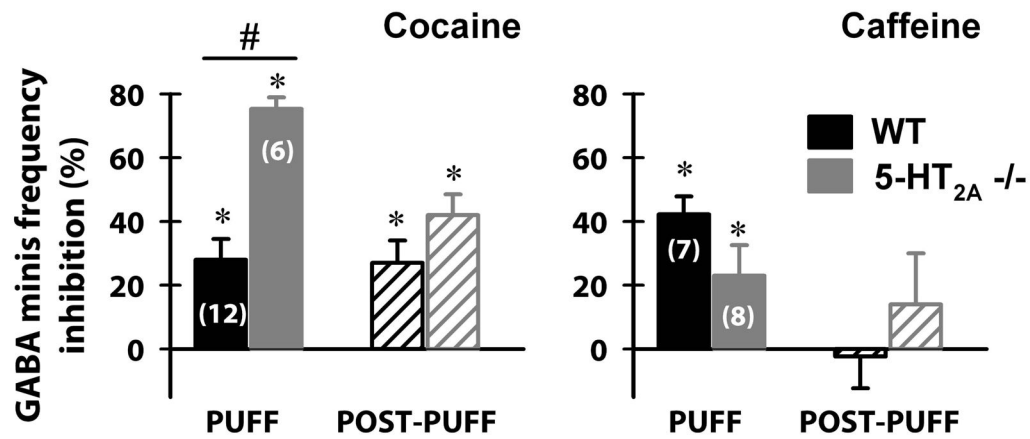 Cocaine
Caffeine
#
GABA minis frequency
inhibition (%)
80
60
40
20
0
*
(12)
*
(6)
*
*
PUFF
POST-PUFF
80
60
40
20
0
*
(7)
*
(8)
PUFF
POST-PUFF
WT
5-HT2A -/-